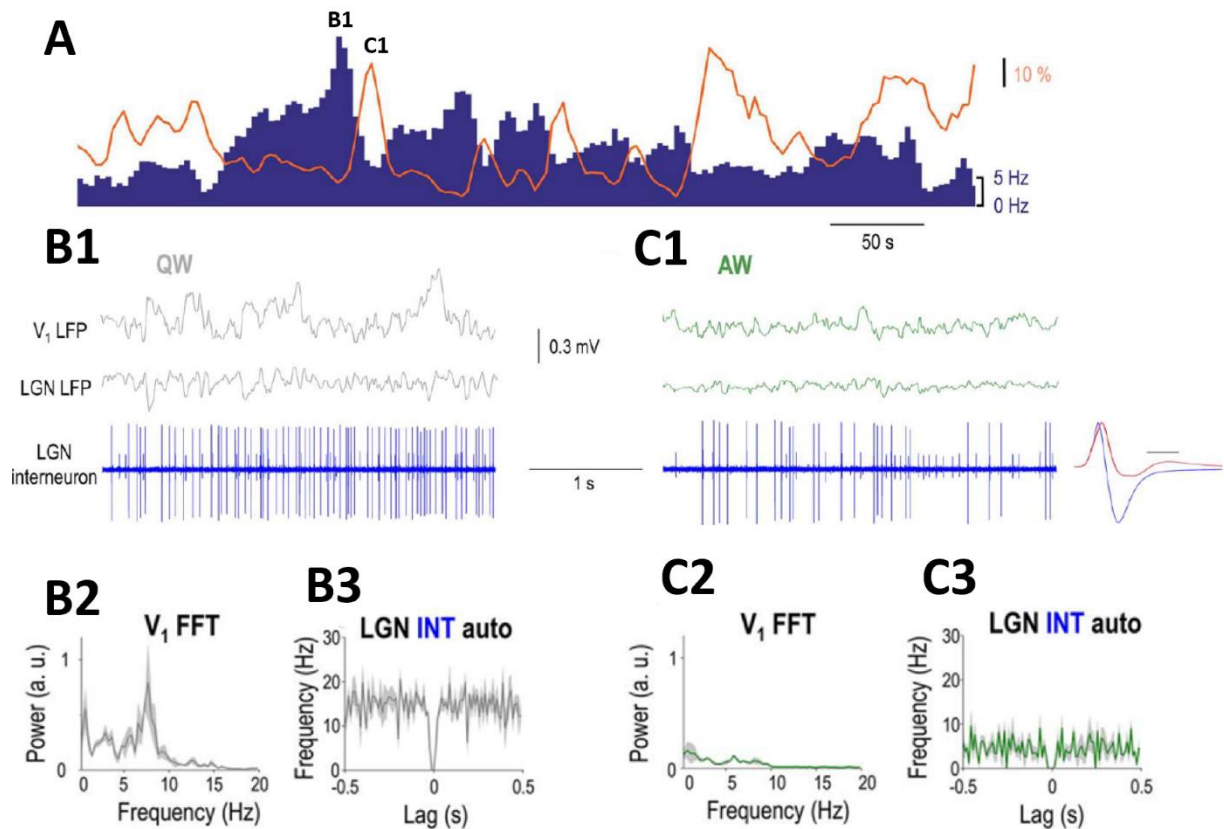 A
B1
C1
10 %
5 Hz
0 Hz
50 s
B1
QW
C1
AW
V1 LFP
0.3 mV
LGN LFP
LGN
interneuron
1 s
B2
V1 FFT
1
0
Power (a. u.)
0 5 10 15 20
Frequency (Hz)
B3
LGN INT auto
30
20
10
0
Frequency (Hz)
-0.5 0 0.5
Lag (s)
C2
V1 FFT
1
0
Power (a. u.)
0 5 10 15 20
Frequency (Hz)
C3
LGN INT auto
30
20
10
0
Frequency (Hz)
-0.5 0 0.5
Lag (s)